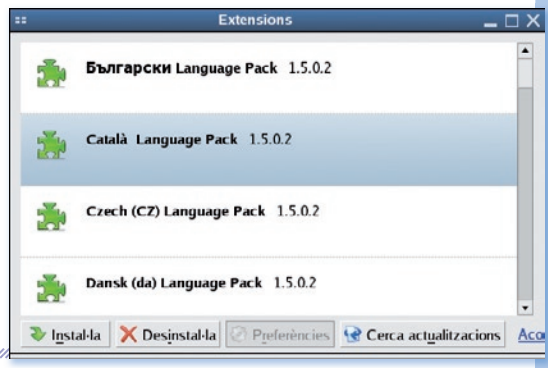 Extensions
Български Language Pack 1.5.0.2
Català Language Pack 1.5.0.2
Czech (CZ) Language Pack 1.5.0.2
Dansk (da) Language Pack 1.5.0.2
Instal·la Desinstal·la Preferències Cerca actualitzacions